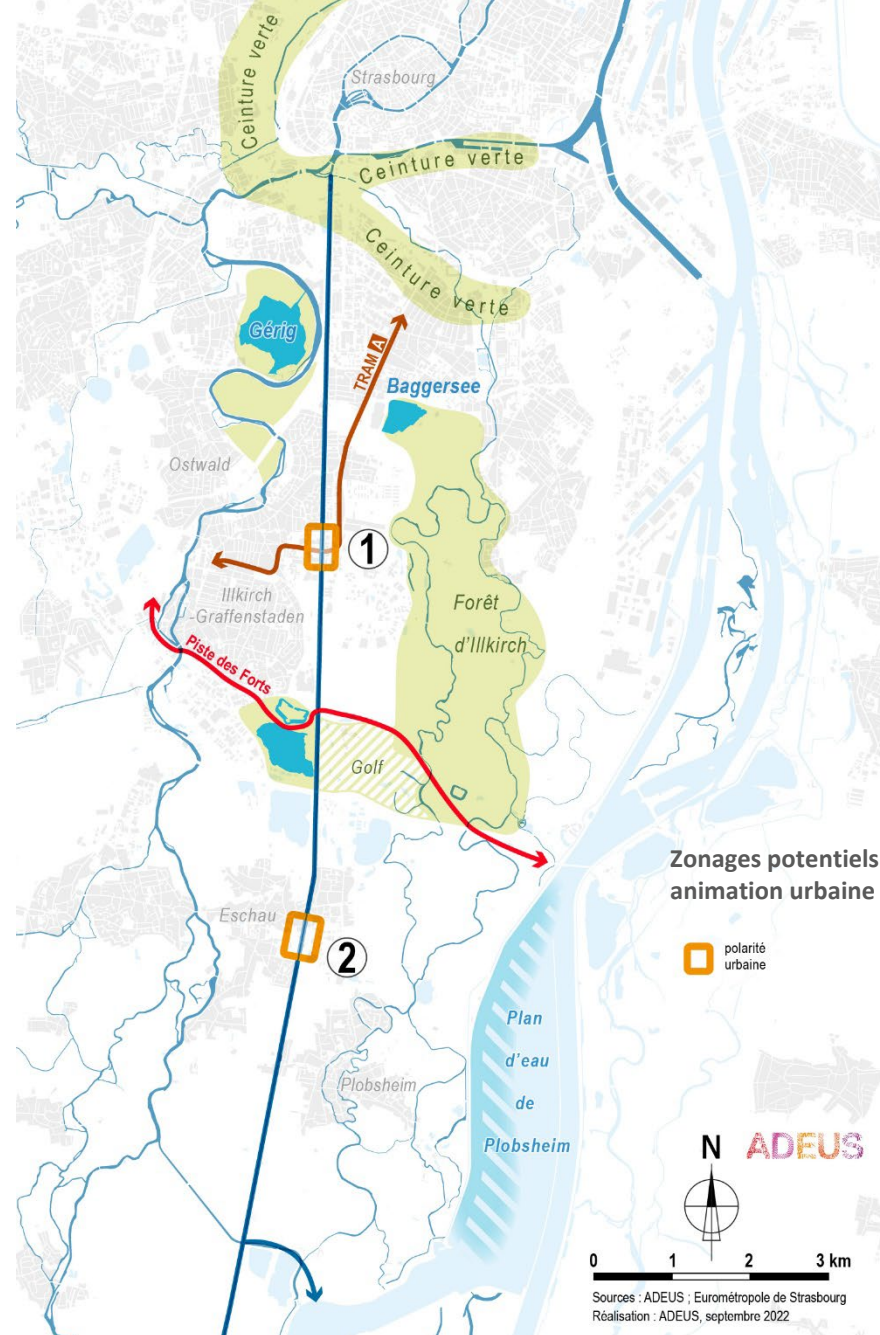 Ceinture verte
Strasbourg
Ceinture verte
Ceinture verte
Gérig
TRAM A
Baggersee
Ostwald
1
Illkirch
-Graffenstaden
Forêt
d'Illkirch
Piste des Forts
Golf
Zonages potentiels
animation urbaine
polarité
urbaine
Eschau
2
Plan
d'eau
de
Plobsheim
Plobsheim
N
ADEUS
0 1 2 3 km
Sources : ADEUS ; Eurométropole de Strasbourg
Réalisation : ADEUS, septembre 2022